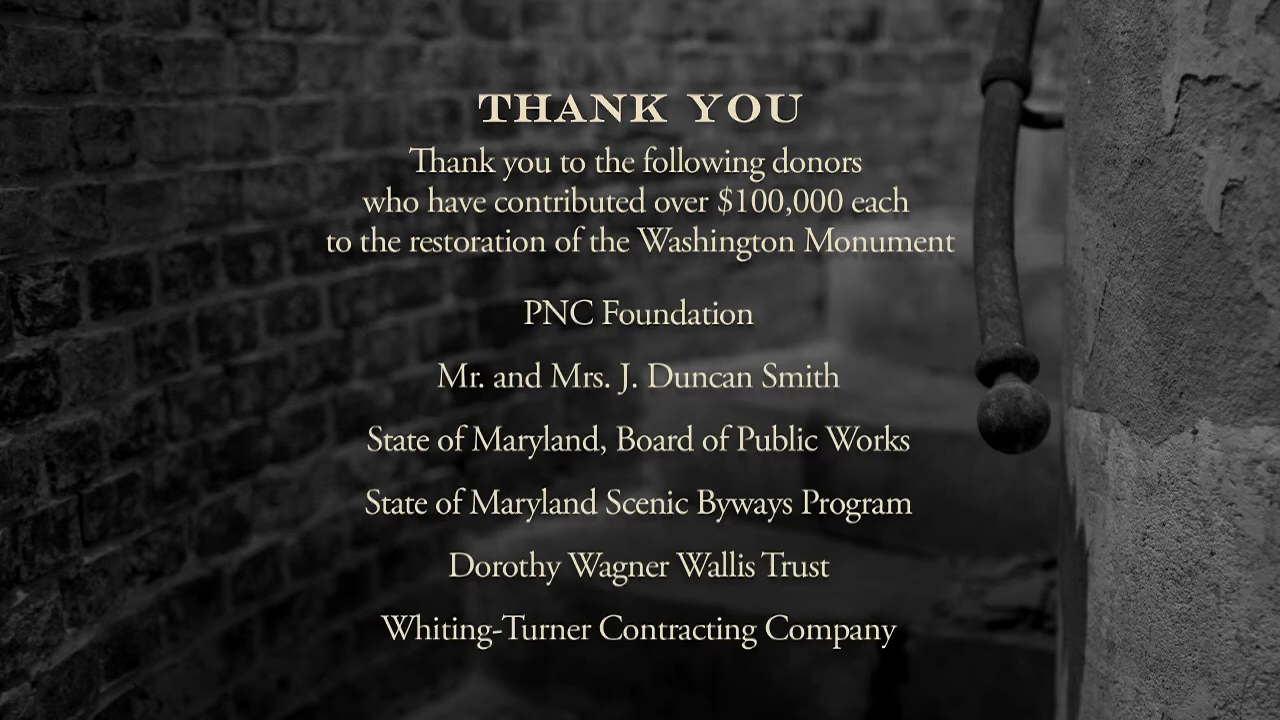 THANK YOU
Thank you to the following donors
who have contributed over $100,000 each
to the restoration of the Washington Monument
PNC Foundation
Mr. and Mrs. J. Duncan Smith
State of Maryland, Board of Public Works
State of Maryland Scenic Byways Program
Dorothy Wagner Wallis Trust
Whiting-Turner Contracting Company